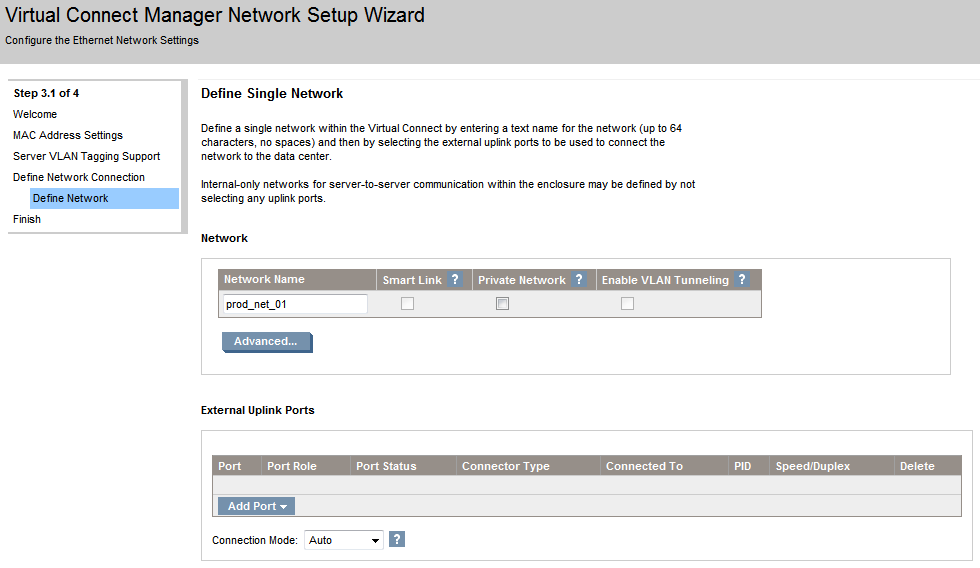 Virtual Connect Manager Network Setup Wizard
Configure the Ethernet Network Settings
Step 3.1 of 4
Welcome
MAC Address Settings
Server VLAN Tagging Support
Define Network Connection
Define Network
Finish
Define Single Network
Define a single network within the Virtual Connect by entering a text name for the network (up to 64
characters, no spaces) and then by selecting the external uplink ports to be used to connect the
network to the data center.
Internal-only networks for server-to-server communication within the enclosure may be defined by not
selecting any uplink ports.
Network
Network Name Smart Link ? Private Network ? Enable VLAN Tunneling ?
prod_net_01
Advanced...
External Uplink Ports
Port Port Role Port Status Connector Type Connected To PID Speed/Duplex Delete
Add Port
Connection Mode: Auto ?